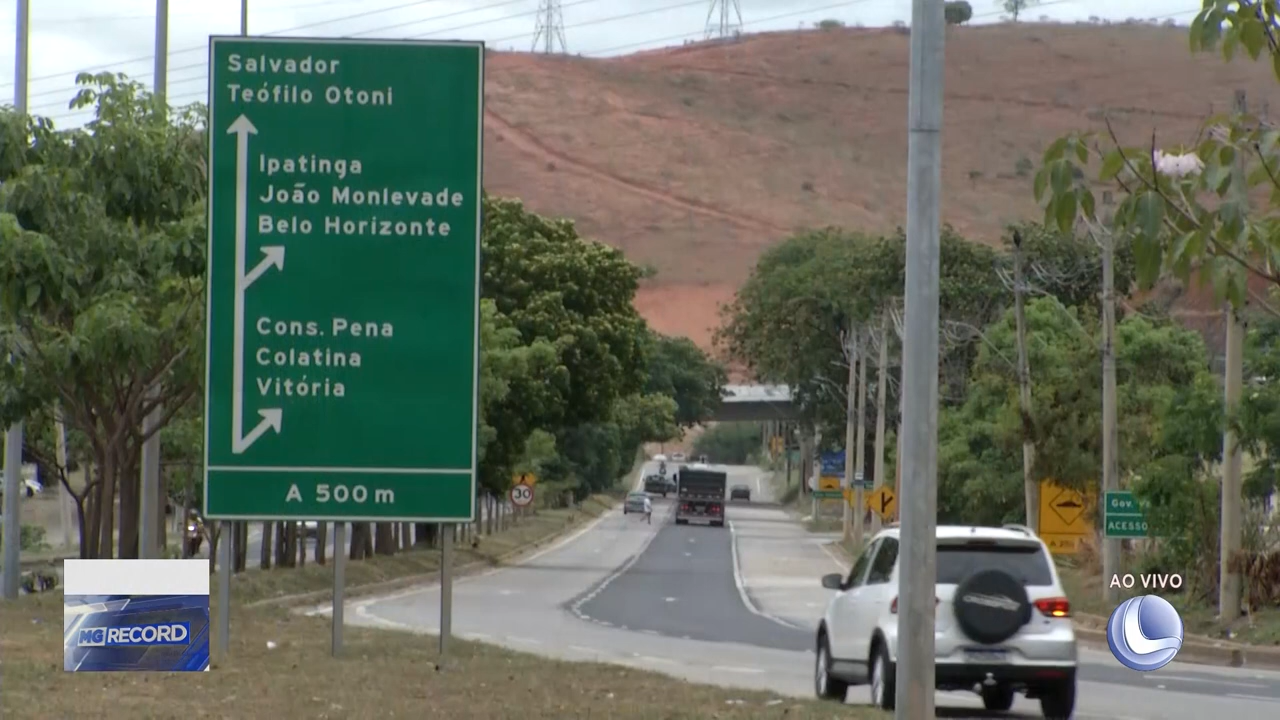 Salvador
Teófilo Otoni
Ipatinga
João Monlevade
Belo Horizonte
Cons. Pena
Colatina
Vitória
A 500 m
30
Gov.
ACESSO
AO VIVO
MG RECORD